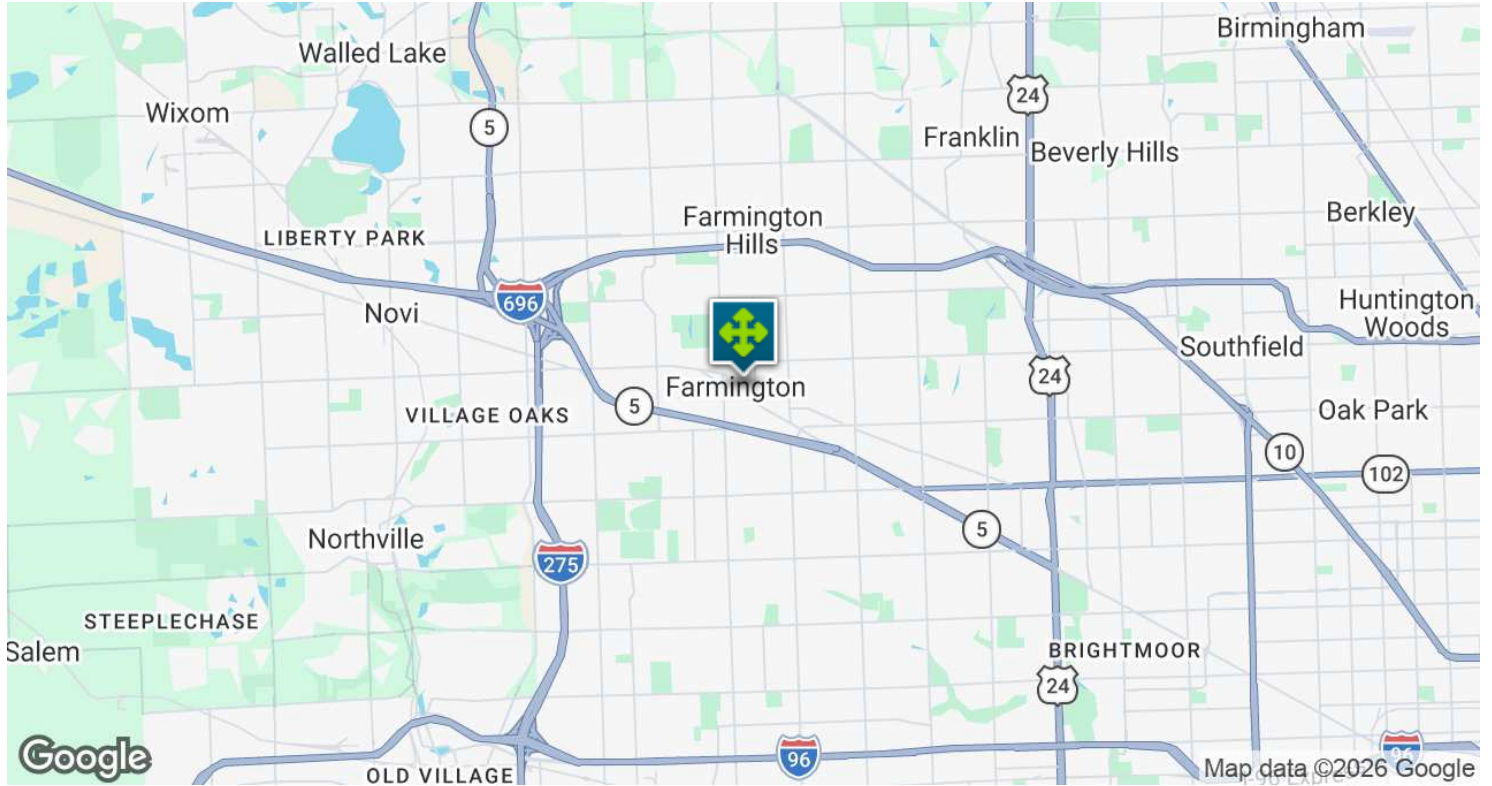 Birmingham
Walled Lake
24
Wixom
5
Franklin
Beverly Hills
Berkley
Farmington
Hills
LIBERTY PARK
696
Novi
Huntington
Woods
Southfield
24
Farmington
5
VILLAGE OAKS
Oak Park
10
102
5
Northville
275
STEEPLECHASE
Salem
BRIGHTMOOR
24
96
96
Google
OLD VILLAGE
Map data ©2026 Google